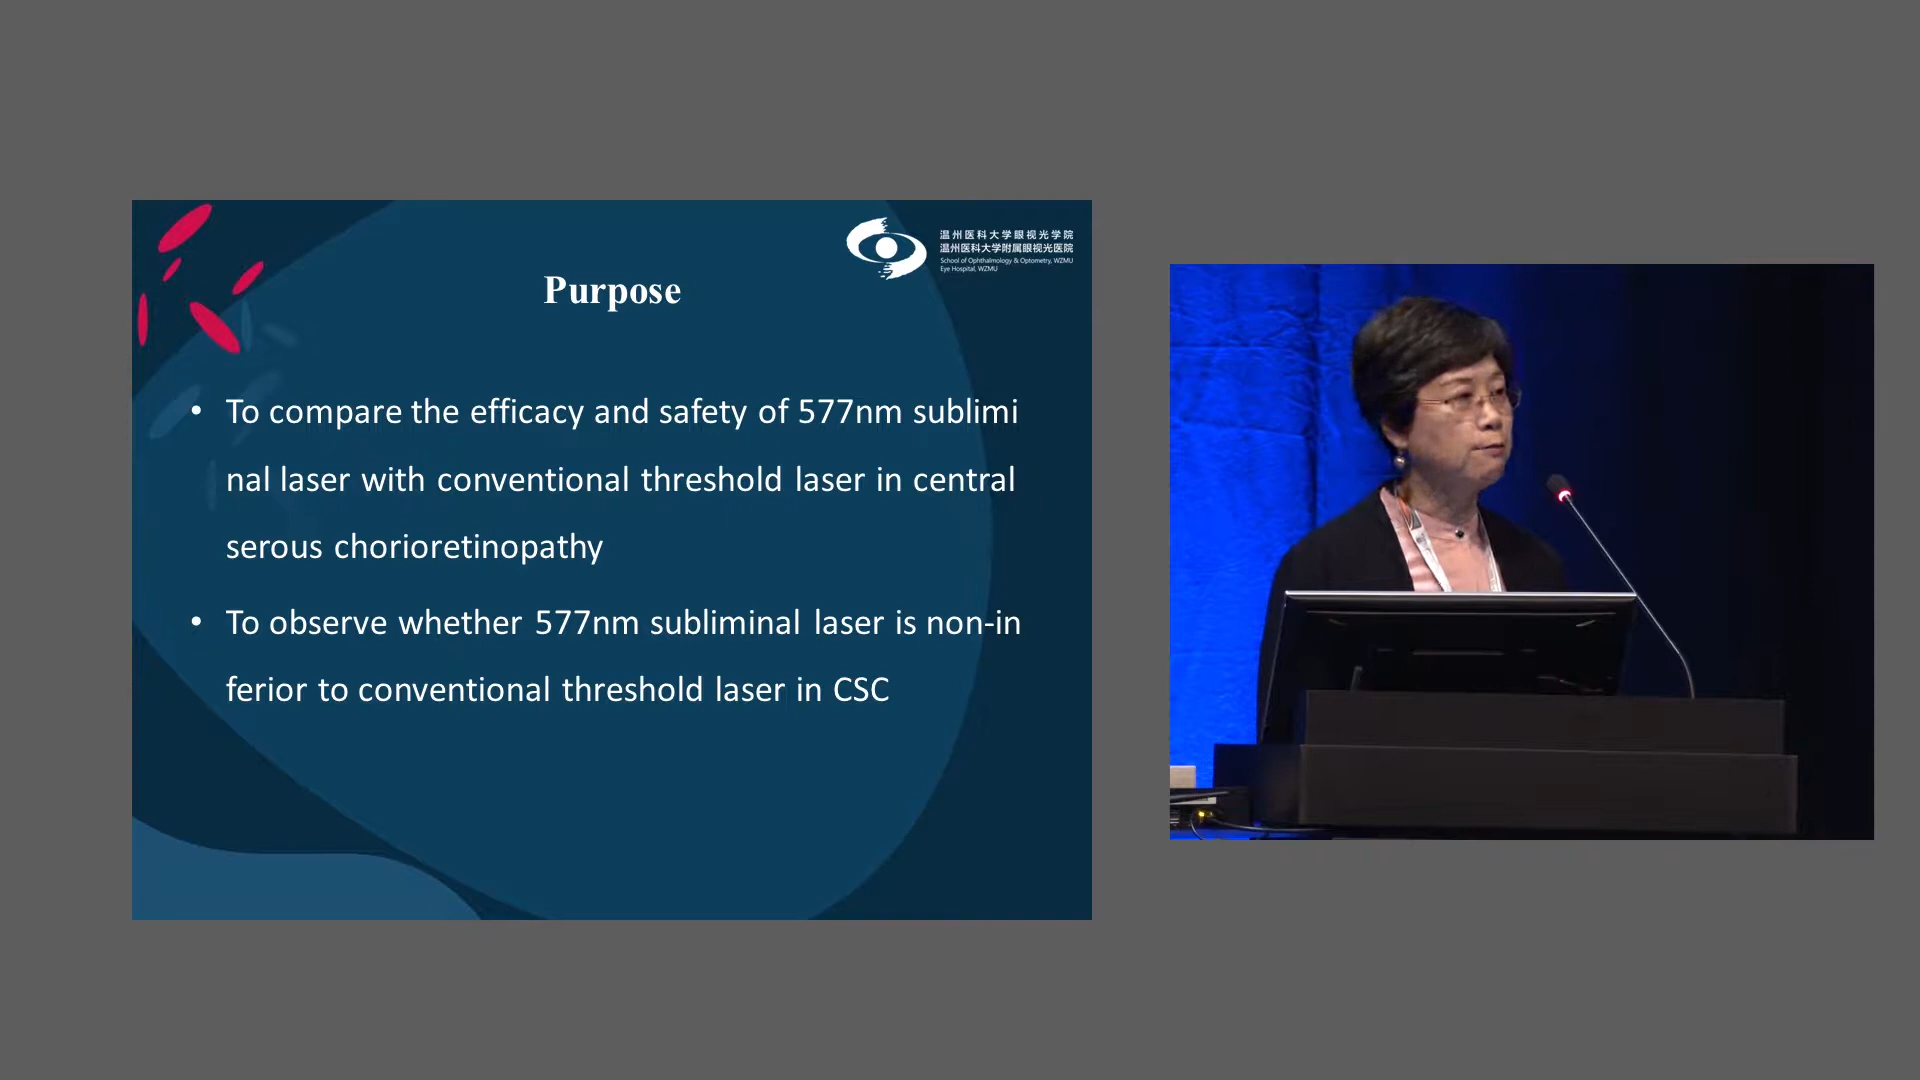 温州医科大学眼视光学院
温州医科大学附属眼视光医院
School of Ophthalmology & Optometry, WZMU
Eye Hospital, WZMU
Purpose
• To compare the efficacy and safety of 577nm sublimi
nal laser with conventional threshold laser in central
serous chorioretinopathy
• To observe whether 577nm subliminal laser is non-in
ferior to conventional threshold laser in CSC